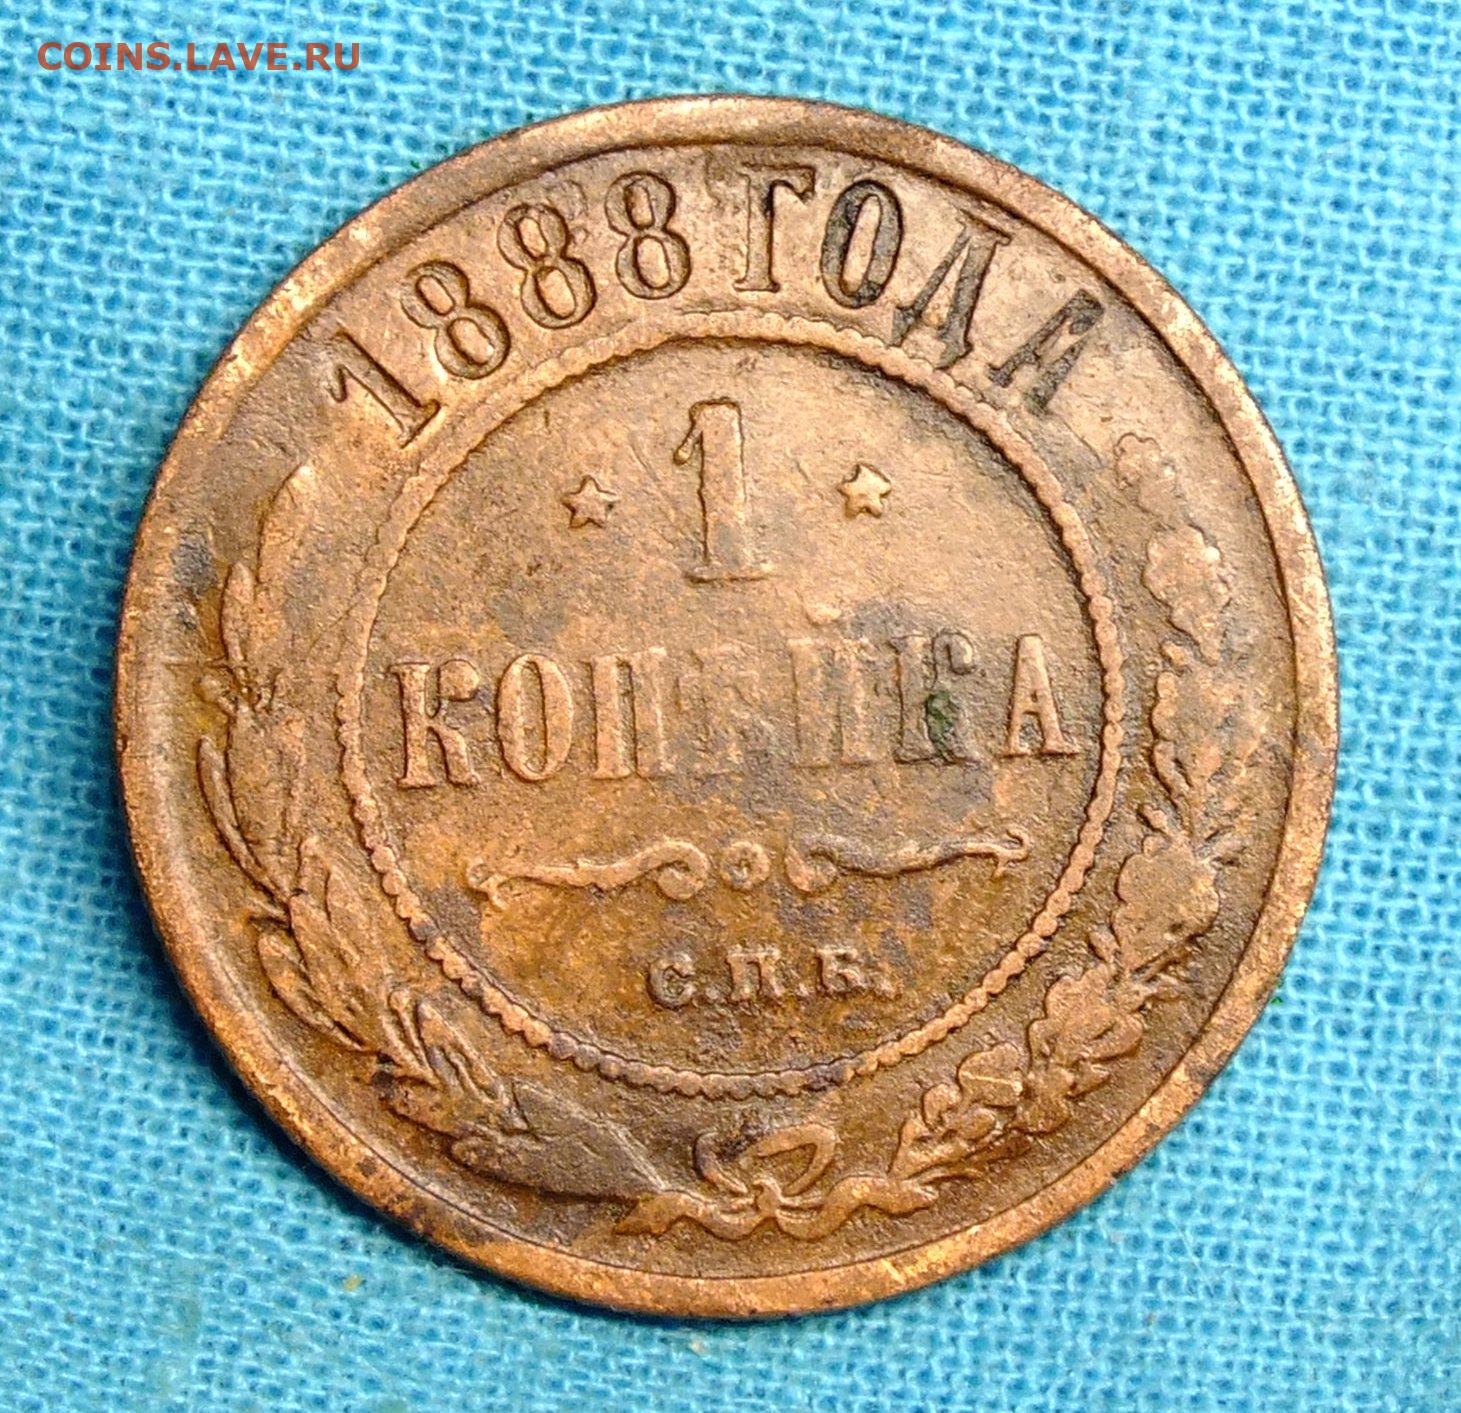 COINS.LAVE.RU
1888 ГОДА
1
КОПѢЙКА
С.П.Б.